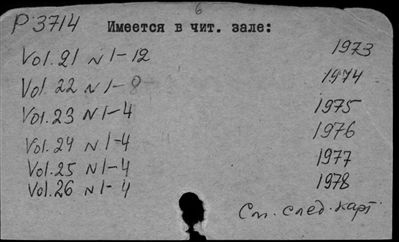 6
Р 3714 Имеется в чит. зале:
Vol. 21 N 1-12 1973
Vol 22 N 1-8 1974
Vol. 23 N 1-4 1975
Vol. 24 N 1-4 1976
Vol. 25 N 1-4 1977
Vol. 26 N 1-4 1978
См. след. карт.